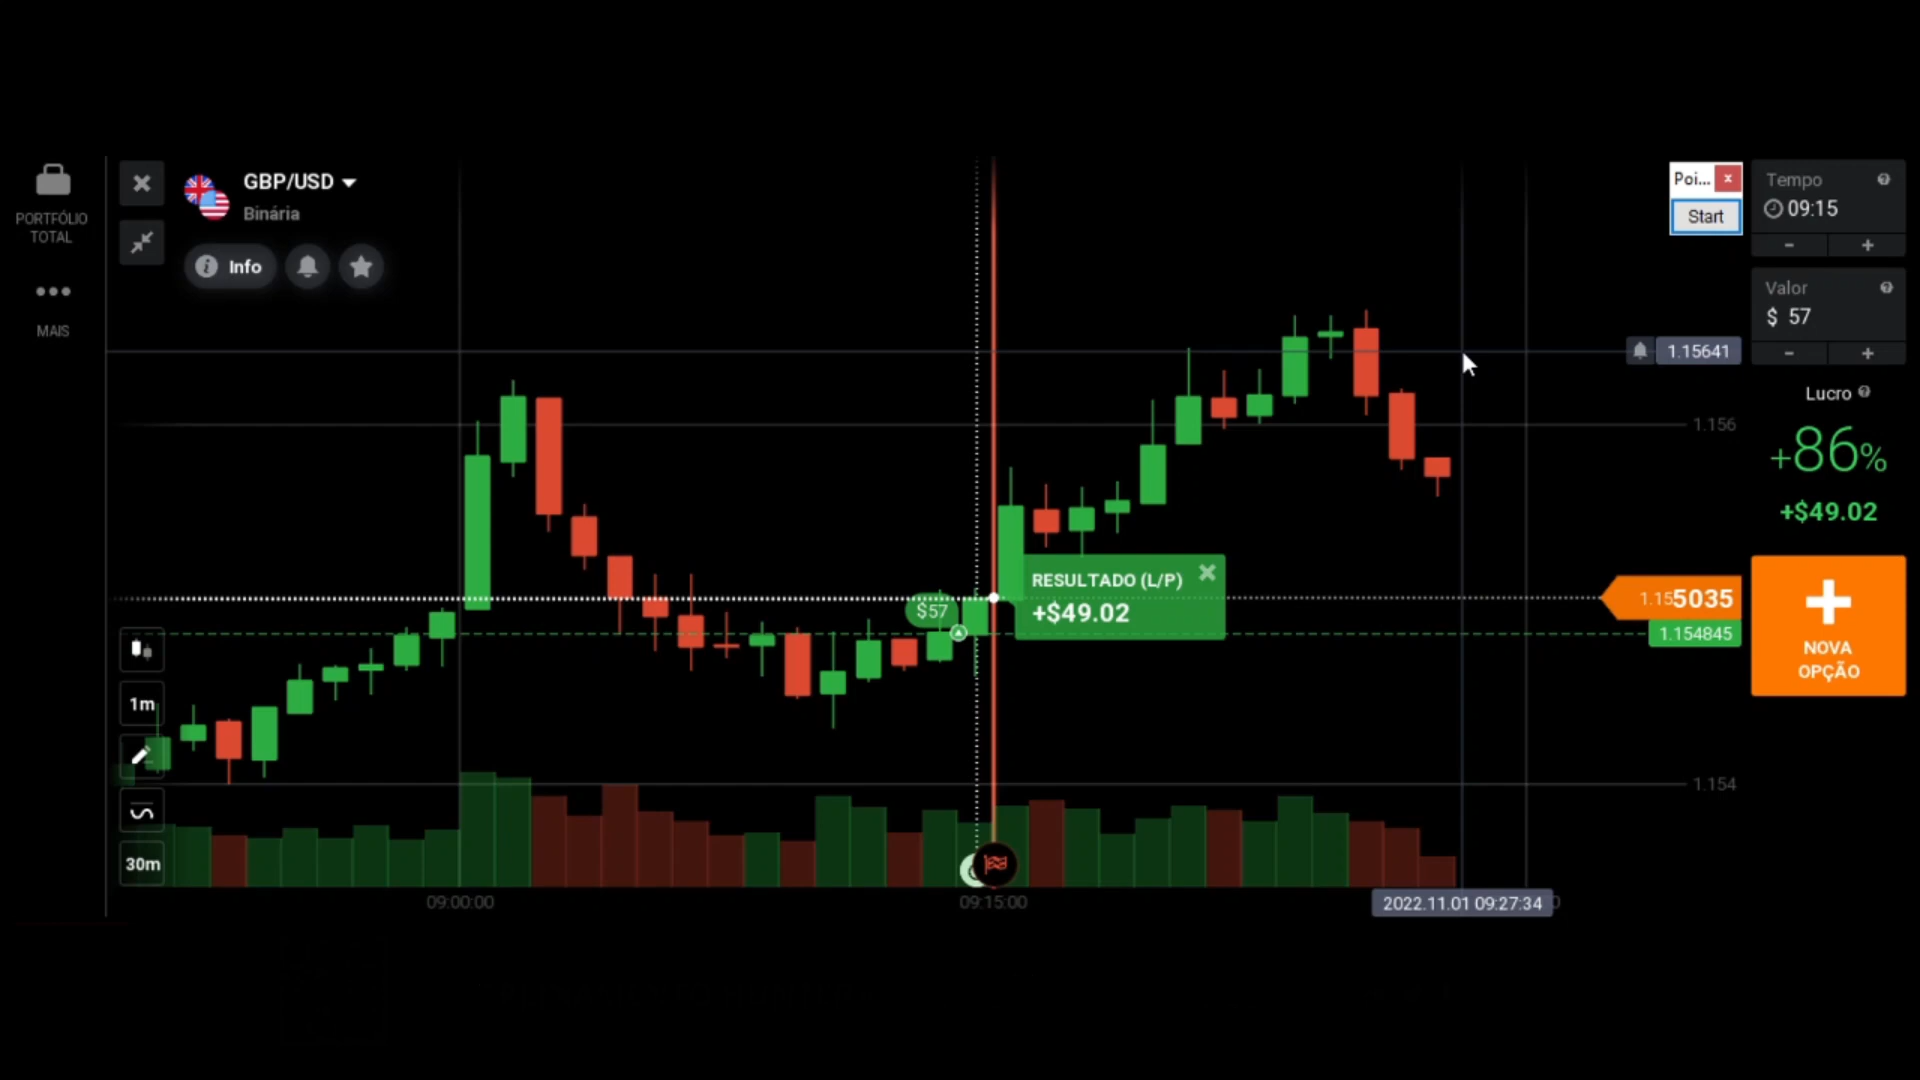 PORTFÓLIO
TOTAL
MAIS
GBP/USD
Binária
Info
Poi...
Start
Tempo
09:15
-
+
Valor
$ 57
-
+
Lucro
+86%
+$49.02
NOVA
OPÇÃO
1.15641
1.156
1.155035
1.154845
1.154
$57
RESULTADO (L/P)
+$49.02
1m
30m
09:00:00
09:15:00
2022.11.01 09:27:34